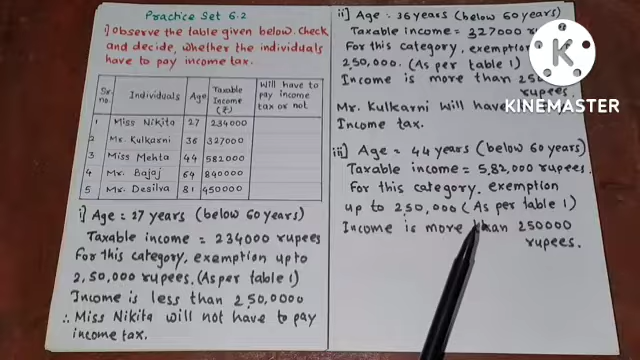 Practice Set 6.2
i) Observe the table given below. Check
and decide, whether the individuals
have to pay income tax.
Sr. no. Individuals Age Taxable Income (₹) Will have to pay income tax or not
1 Miss Nikita 27 234000
2 Mr. Kulkarni 36 327000
3 Miss Mehta 44 582000
4 Mr. Bajaj 64 840000
5 Mr. Desilva 81 450000
i) Age = 27 years (below 60 year)
Taxable income = 234000 rupees
For this category, exemption upto
2,50,000 rupees. (As per table 1)
Income is less than 2,50,0000
∴ Miss Nikita will not have to pay
income tax.
ii) Age = 36 years (below 60 years)
Taxable income = 327000
For this category, exemption
2,50,000. (As per table 1)
Income is more than
rupees.
Mr. Kulkarni will have
Income tax.
iii) Age = 44 years (below 60 years)
Taxable income = 5,82,000 rupees.
For this category. exemption
up to 250,000 (As per table 1)
Income is more than 250000
rupees.
KINEMASTER